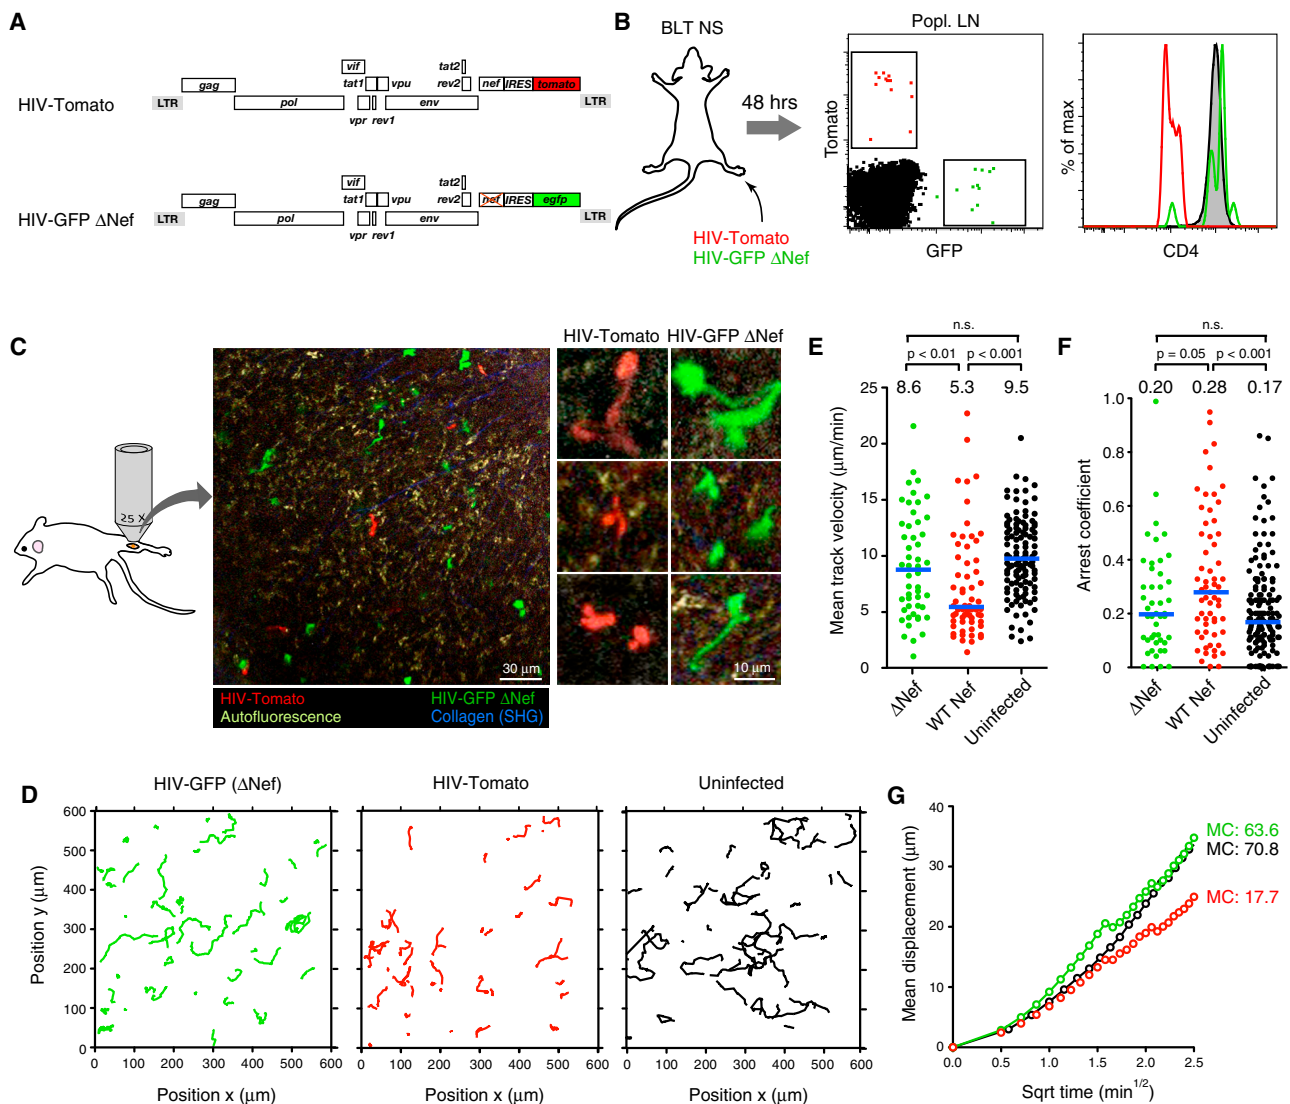 A
HIV-Tomato
LTR
gag
pol
vif
tat1
vpu
vpr rev1
env
tat2
rev2
nef IRES tomato
LTR
HIV-GFP ΔNef
LTR
gag
pol
vif
tat1
vpu
vpr rev1
env
tat2
rev2
nef IRES egfp
LTR
B
BLT NS
48 hrs
HIV-Tomato
HIV-GFP ΔNef
Popl. LN
Tomato
GFP
% of max
CD4
C
25 X
30 μm
HIV-Tomato
HIV-GFP ΔNef
Autofluorescence
Collagen (SHG)
HIV-Tomato HIV-GFP ΔNef
10 μm
E
n.s.
p < 0.01 p < 0.001
8.6 5.3 9.5
Mean track velocity (μm/min)
25
20
15
10
5
0
ΔNef
WT Nef
Uninfected
F
n.s.
p = 0.05 p < 0.001
0.20 0.28 0.17
Arrest coefficient
1.0
0.8
0.6
0.4
0.2
0
ΔNef
WT Nef
Uninfected
D
HIV-GFP (ΔNef)
Position y (μm)
600
500
400
300
200
100
0
0 100 200 300 400 500 600
Position x (μm)
HIV-Tomato
0 100 200 300 400 500 600
Position x (μm)
Uninfected
0 100 200 300 400 500 600
Position x (μm)
G
Mean displacement (μm)
40
30
20
10
0
0.0 0.5 1.0 1.5 2.0 2.5
Sqrt time (min1/2)
MC: 63.6
MC: 70.8
MC: 17.7